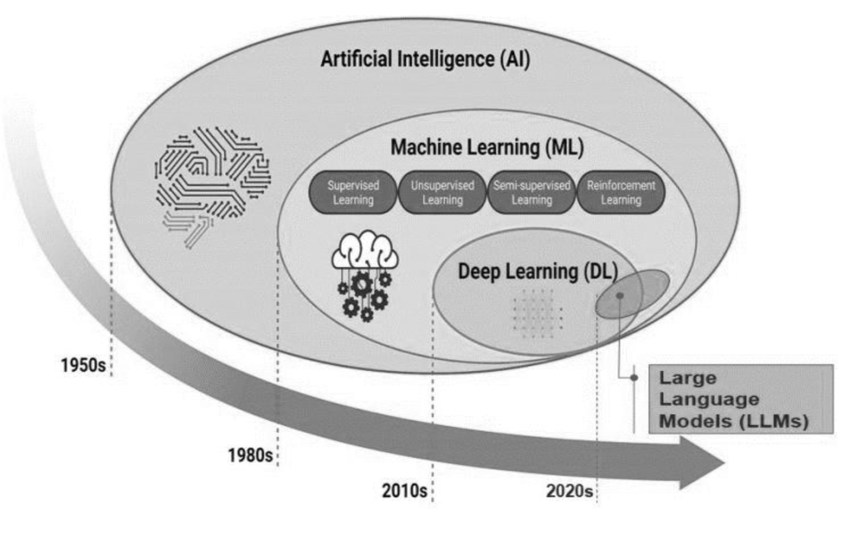 Artificial Intelligence (AI)
Machine Learning (ML)
Supervised
Learning
Unsupervised
Learning
Semi-supervised
Learning
Reinforcement
Learning
Deep Learning (DL)
1950s
Large
Language
Models (LLMs)
1980s
2010s
2020s